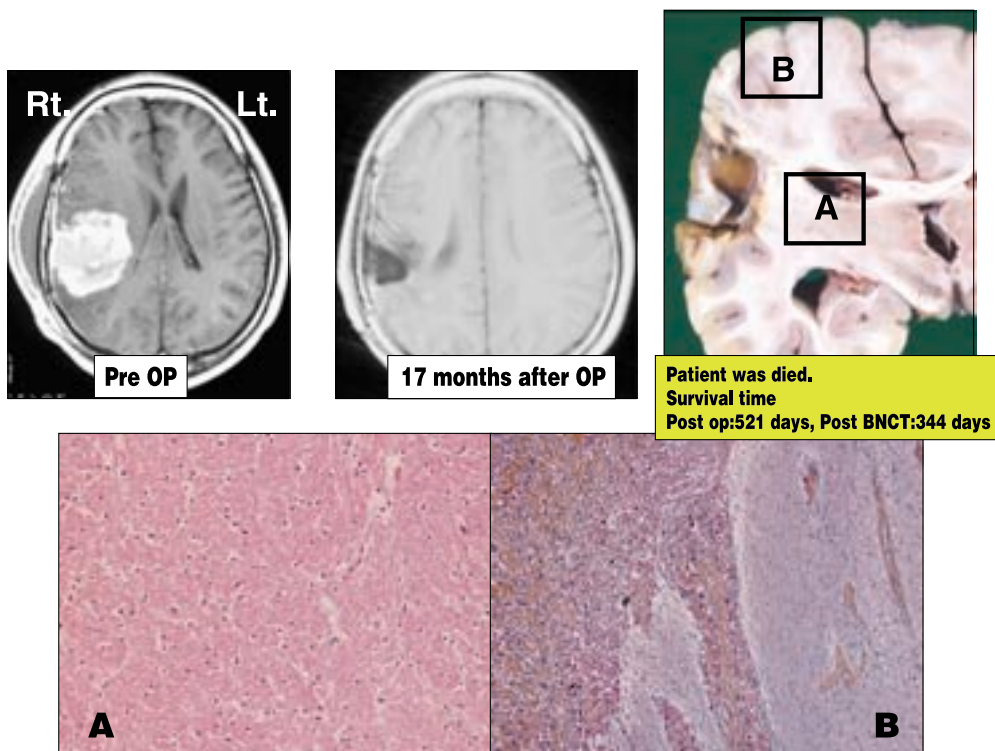 Rt.
Lt.
Pre OP
17 months after OP
B
A
Patient was died.
Survival time
Post op:521 days, Post BNCT:344 days
A
B